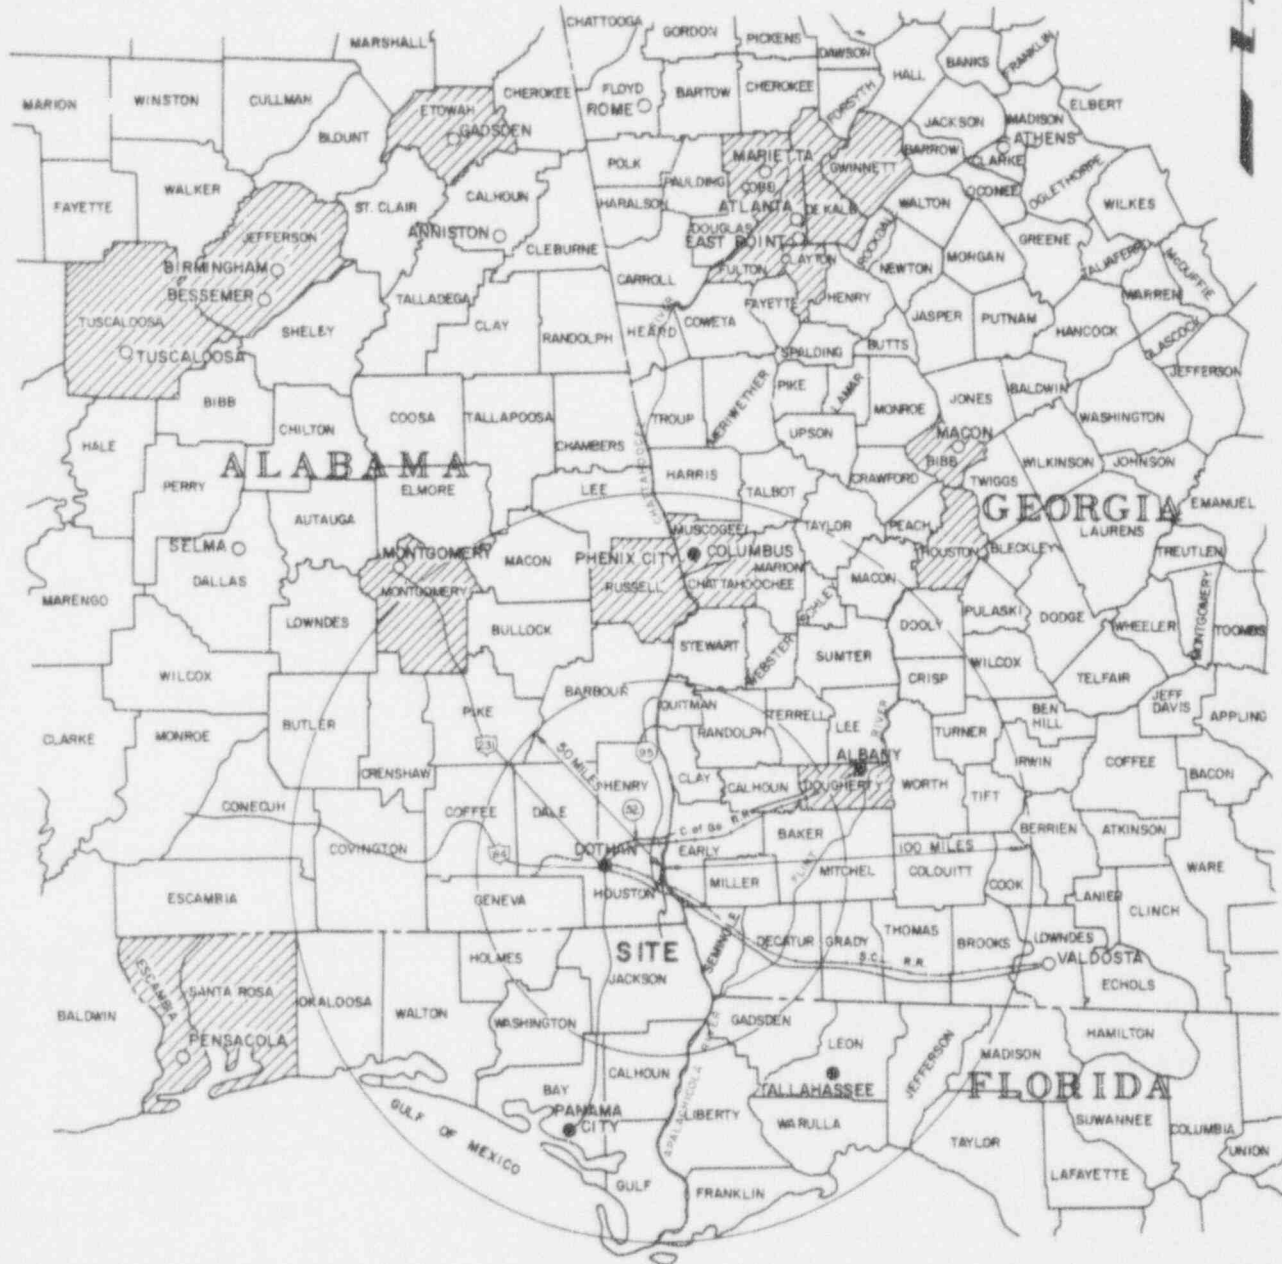 CHATTOOGA
GORDON
PICKENS
DAWSON
MARSHALL
HALL
BANKS
FRANKLIN
MARION
WINSTON
CULLMAN
BLOUNT
ETOWAH
GADSDEN
CHEROKEE
FLOYD
ROME
BARTOW
CHEROKEE
FORSYTH
JACKSON
MADISON
ELBERT
ATHENS
CLARKE
BARROW
OCONEE
OGLETHORPE
WILKES
WALKER
FAYETTE
ST. CLAIR
CALHOUN
ANNISTON
CLEBURNE
POLK
HARALSON
PAULDING
MARIETTA
COBB
ATLANTA
DE KALB
GWINNETT
WALTON
DOUGLAS
EAST POINT
FULTON
CLAYTON
ROCKDALE
NEWTON
MORGAN
GREENE
TALIAFERRO
McDUFFIE
JEFFERSON
BIRMINGHAM
BESSEMER
TUSCALOOSA
TUSCALOOSA
SHELBY
TALLADEGA
CLAY
RANDOLPH
CARROLL
HEARD
RIVER
COWETA
FAYETTE
HENRY
SPALDING
BUTTS
JASPER
PUTNAM
HANCOCK
WARREN
GLASCOCK
JEFFERSON
BIBB
HALE
CHILTON
COOSA
TALLAPOOSA
CHAMBERS
TROUP
MERIWETHER
PIKE
LAMAR
UPSON
MONROE
JONES
BALDWIN
WASHINGTON
ALABAMA
PERRY
ELMORE
LEE
CHATTAHOOCHEE
HARRIS
TALBOT
CRAWFORD
MACON
BIBB
TWIGGS
WILKINSON
JOHNSON
EMANUEL
GEORGIA
LAURENS
TREUTLEN
AUTAUGA
SELMA
DALLAS
MARENGO
MONTGOMERY
MONTGOMERY
MACON
PHENIX CITY
RUSSELL
MUSCOGEE
COLUMBUS
MARION
CHATTAHOOCHEE
TAYLOR
PEACH
HOUSTON
BLECKLEY
MACON
SCHLEY
LOWNDES
BULLOCK
STEWART
WEBSTER
SUMTER
DOOLY
PULASKI
DODGE
WHEELER
MONTGOMERY
TOOMBS
WILCOX
BUTLER
PIKE
BARBOUR
QUITMAN
RANDOLPH
TERRELL
LEE
RIVER
CRISP
WILCOX
TELFAIR
JEFF
DAVIS
APPLING
CLARKE
MONROE
CRENSHAW
231
50 MILES
HENRY
95
52
CLAY
CALHOUN
ALBANY
DOUGHERTY
WORTH
TURNER
BEN
HILL
IRWIN
TIFT
COFFEE
BACON
CONECUH
COVINGTON
COFFEE
DALE
84
DOTHAN
C. of Ga. R.R.
EARLY
BAKER
100 MILES
BERRIEN
ATKINSON
WARE
ESCAMBIA
GENEVA
HOUSTON
MILLER
FLINT
MITCHEL
COLQUITT
COOK
LANIER
CLINCH
SITE
JACKSON
SEMINOLE
DECATUR
GRADY
THOMAS
BROOKS
LOWNDES
VALDOSTA
ECHOLS
S.C.L. R.R.
ESCAMBIA
SANTA ROSA
PENSACOLA
BALDWIN
OKALOOSA
WALTON
HOLMES
WASHINGTON
RIVER
GADSDEN
LEON
TALLAHASSEE
JEFFERSON
MADISON
HAMILTON
FLORIDA
BAY
PANAMA
CITY
CALHOUN
LIBERTY
APALACHICOLA
WARULLA
TAYLOR
SUWANNEE
COLUMBIA
UNION
LAFAYETTE
GULF OF MEXICO
GULF
FRANKLIN